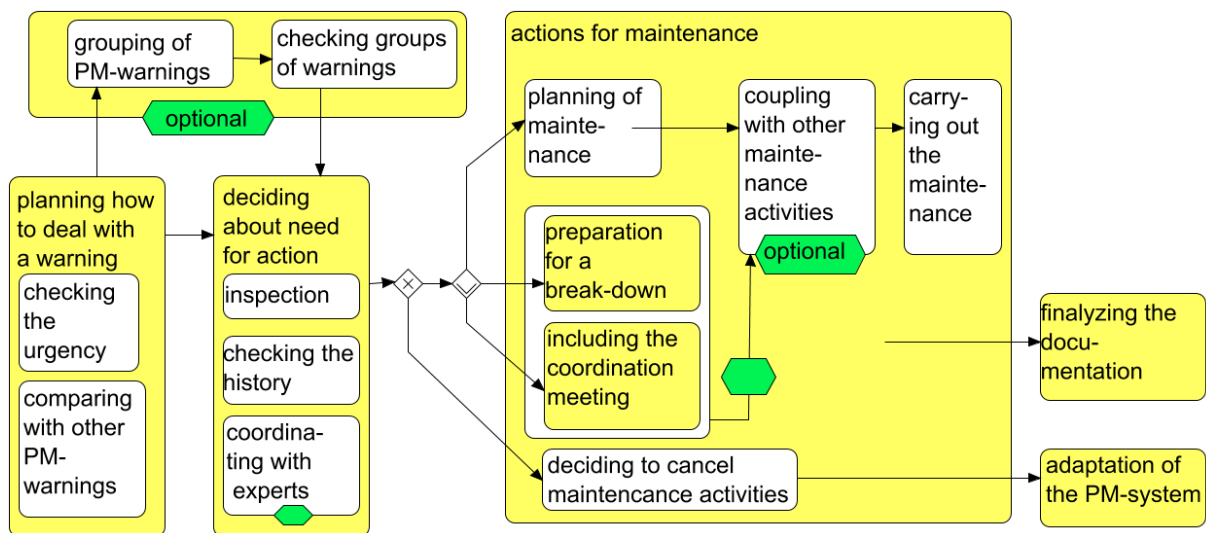 grouping of
PM-warnings
checking groups
of warnings
optional
planning how
to deal with
a warning
checking
the
urgency
comparing
with other
PM-
warnings
deciding
about need
for action
inspection
checking the
history
coordina-
ting with
experts
actions for maintenance
planning of
mainte-
nance
coupling
with other
mainte-
nance
activities
optional
carry-
ing out
the
mainte-
nance
preparation
for a
break-down
including the
coordination
meeting
deciding to cancel
maintencance activities
finalyzing the
docu-
mentation
adaptation of
the PM-system